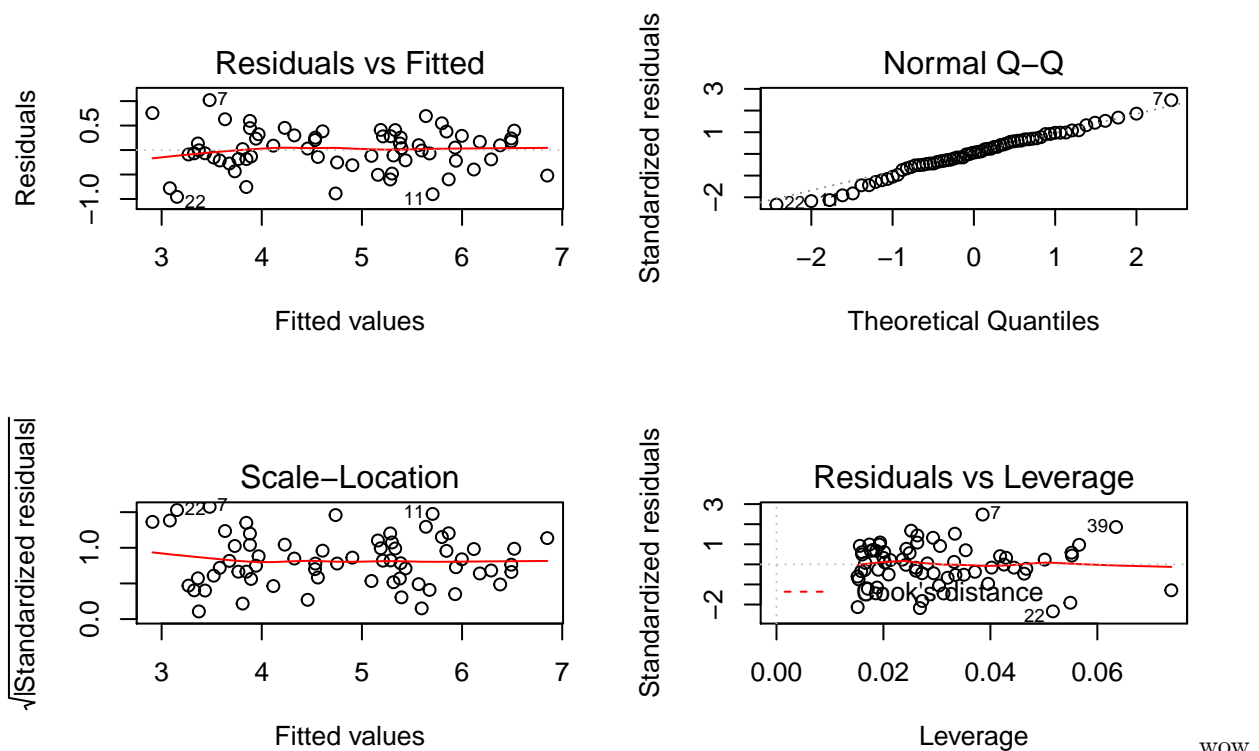 Residuals vs Fitted
Residuals
0.5
−1.0
7
22
11
3 4 5 6 7
Fitted values
Normal Q−Q
Standardized residuals
3
1
−2
7
22
−2 −1 0 1 2
Theoretical Quantiles
Scale−Location
√|Standardized residuals|
1.0
0.0
22
7
11
3 4 5 6 7
Fitted values
Residuals vs Leverage
Standardized residuals
3
1
−2
7
39
22
Cook's distance
0.00 0.02 0.04 0.06
Leverage
wow